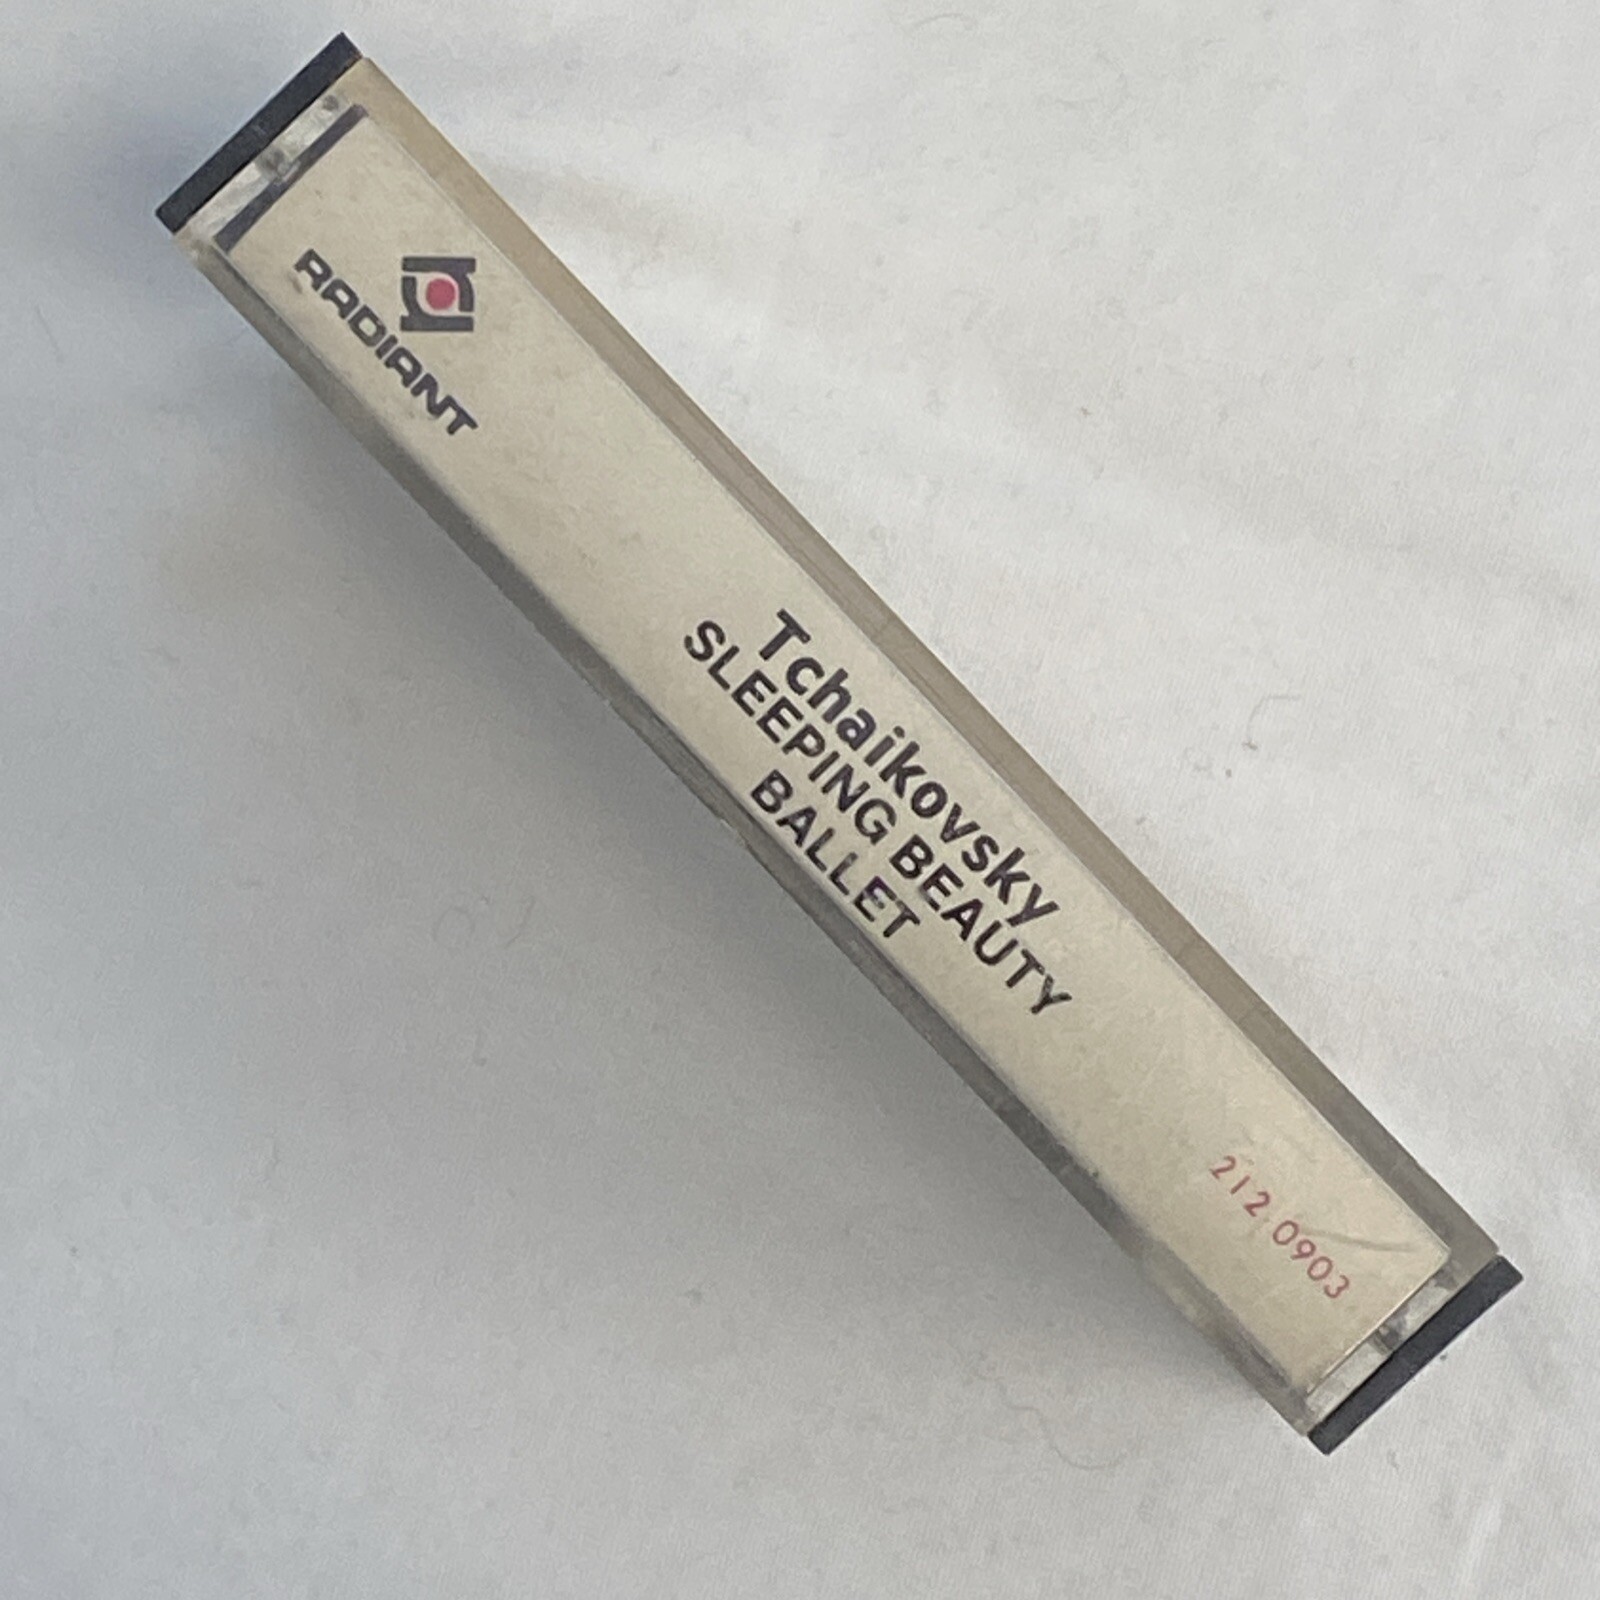 RADIANT
Tchaikovsky
SLEEPING BEAUTY
BALLET
212 0903